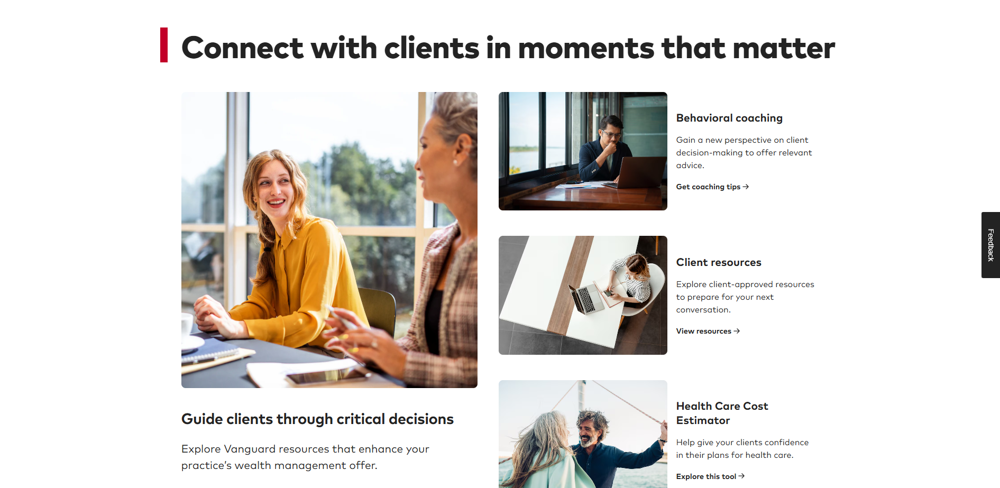 Connect with clients in moments that matter
Guide clients through critical decisions
Explore Vanguard resources that enhance your
practice’s wealth management offer.
Behavioral coaching
Gain a new perspective on client
decision-making to offer relevant
advice.
Get coaching tips →
Client resources
Explore client-approved resources
to prepare for your next
conversation.
View resources →
Health Care Cost
Estimator
Help give your clients confidence
in their plans for health care.
Explore this tool →
Feedback